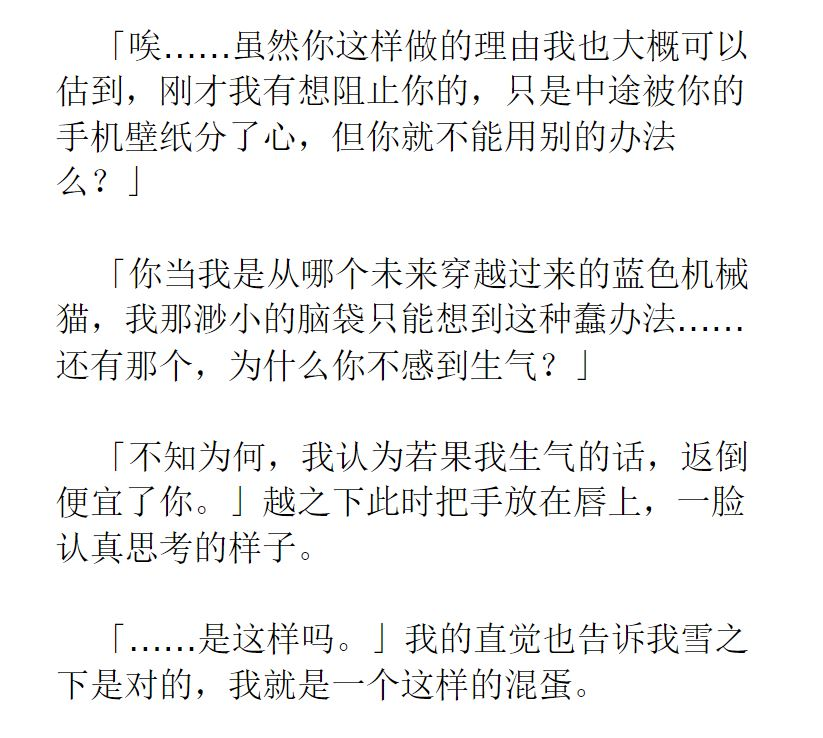 「唉……虽然你这样做的理由我也大概可以
估到，刚才我有想阻止你的，只是中途被你的
手机壁纸分了心，但你就不能用别的办法
么？」
「你当我是从哪个未来穿越过来的蓝色机械
猫，我那渺小的脑袋只能想到这种蠢办法……
还有那个，为什么你不感到生气？」
「不知为何，我认为若果我生气的话，返倒
便宜了你。」越之下此时把手放在唇上，一脸
认真思考的样子。
「……是这样吗。」我的直觉也告诉我雪之
下是对的，我就是一个这样的混蛋。